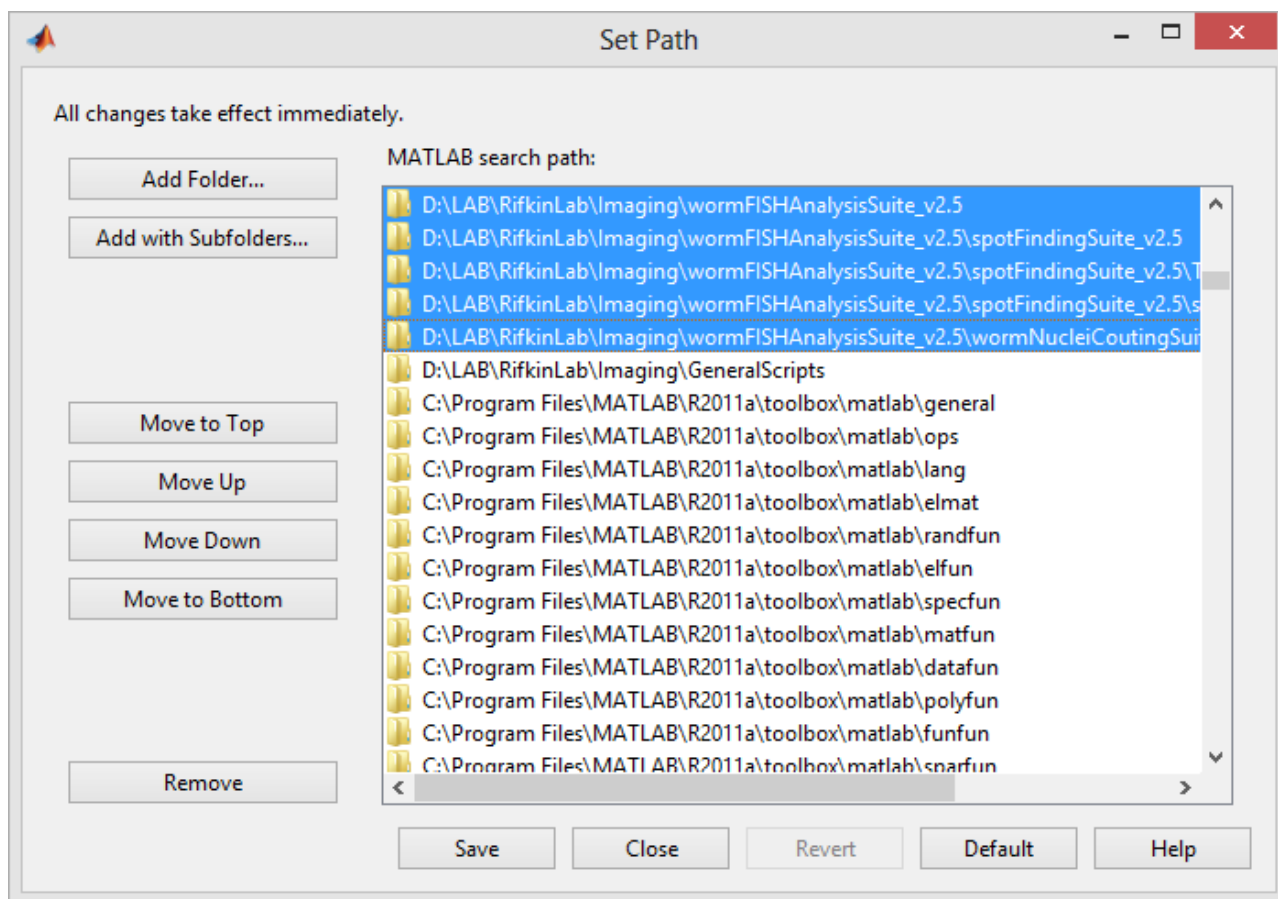 Set Path
All changes take effect immediately.
Add Folder...
Add with Subfolders...
Move to Top
Move Up
Move Down
Move to Bottom
Remove
MATLAB search path:
D:\LAB\RifkinLab\Imaging\wormFISHAnalysisSuite_v2.5
D:\LAB\RifkinLab\Imaging\wormFISHAnalysisSuite_v2.5\spotFindingSuite_v2.5
D:\LAB\RifkinLab\Imaging\wormFISHAnalysisSuite_v2.5\spotFindingSuite_v2.5\T
D:\LAB\RifkinLab\Imaging\wormFISHAnalysisSuite_v2.5\spotFindingSuite_v2.5\s
D:\LAB\RifkinLab\Imaging\wormFISHAnalysisSuite_v2.5\wormNucleiCoutingSui
D:\LAB\RifkinLab\Imaging\GeneralScripts
C:\Program Files\MATLAB\R2011a\toolbox\matlab\general
C:\Program Files\MATLAB\R2011a\toolbox\matlab\ops
C:\Program Files\MATLAB\R2011a\toolbox\matlab\lang
C:\Program Files\MATLAB\R2011a\toolbox\matlab\elmat
C:\Program Files\MATLAB\R2011a\toolbox\matlab\randfun
C:\Program Files\MATLAB\R2011a\toolbox\matlab\elfun
C:\Program Files\MATLAB\R2011a\toolbox\matlab\specfun
C:\Program Files\MATLAB\R2011a\toolbox\matlab\matfun
C:\Program Files\MATLAB\R2011a\toolbox\matlab\datafun
C:\Program Files\MATLAB\R2011a\toolbox\matlab\polyfun
C:\Program Files\MATLAB\R2011a\toolbox\matlab\funfun
C:\Program Files\MATLAB\R2011a\toolbox\matlab\sparfun
Save
Close
Revert
Default
Help